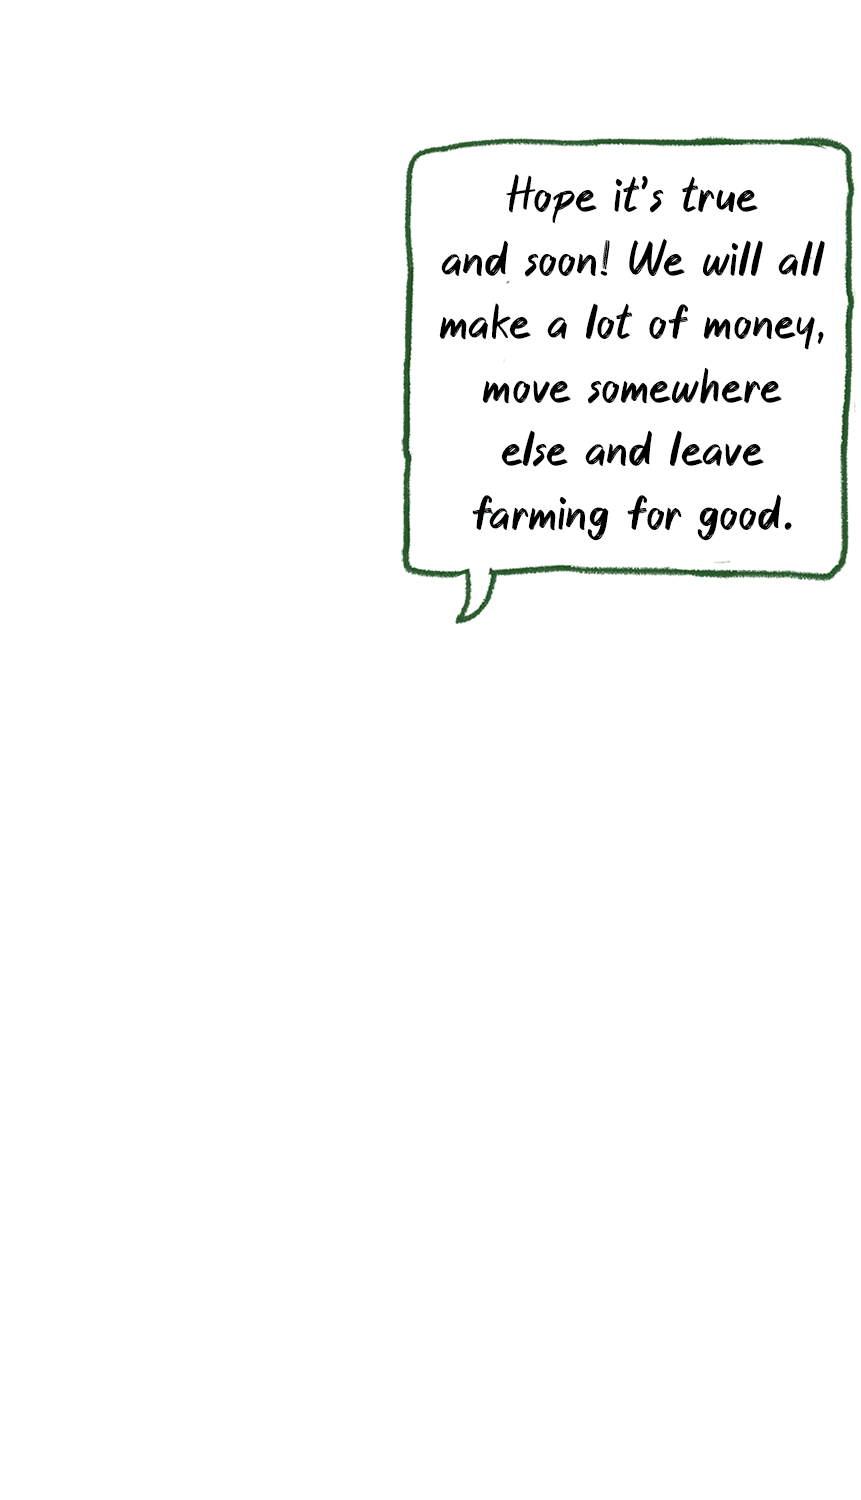 Hope it's true
and soon! We will all
make a lot of money,
move somewhere
else and leave
farming for good.